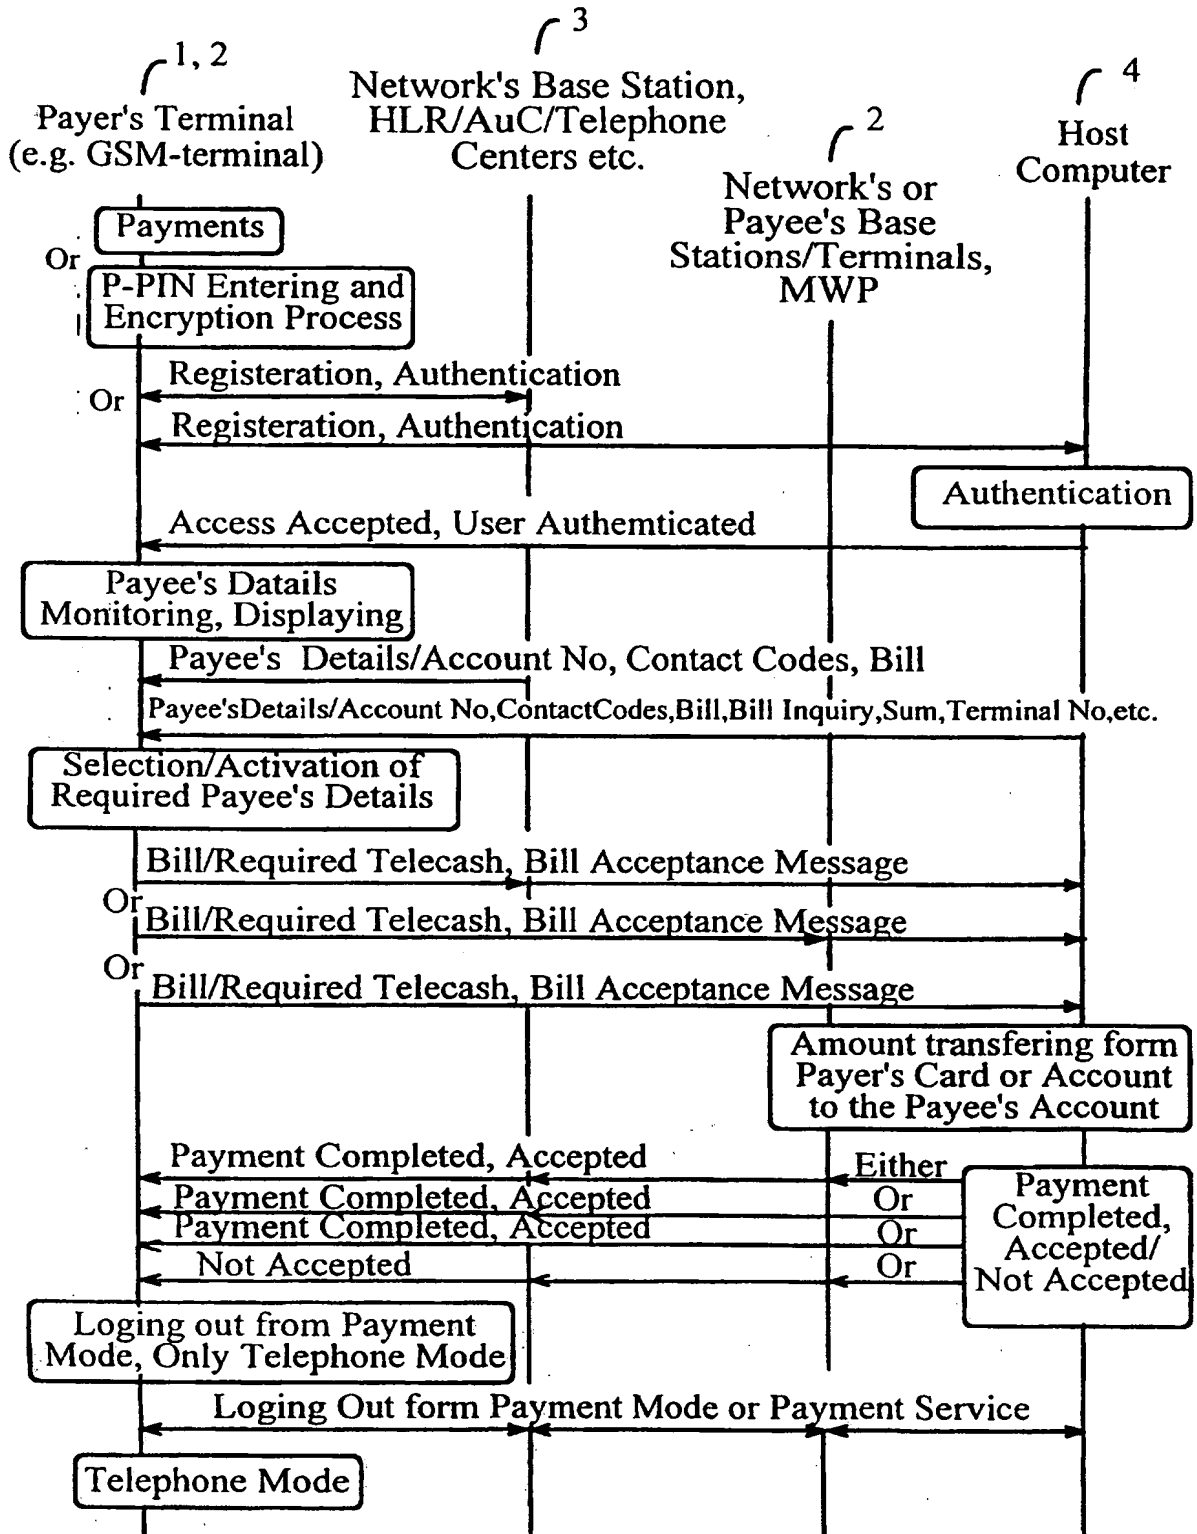 1, 2
Payer's Terminal
(e.g. GSM-terminal)
3
Network's Base Station,
HLR/AuC/Telephone
Centers etc.
2
Network's or
Payee's Base
Stations/Terminals,
MWP
4
Host
Computer
Payments
Or
P-PIN Entering and
Encryption Process
Registeration, Authentication
Or
Registeration, Authentication
Authentication
Access Accepted, User Authemticated
Payee's Datails
Monitoring, Displaying
Payee's Details/Account No, Contact Codes, Bill
Payee'sDetails/Account No,ContactCodes,Bill,Bill Inquiry,Sum,Terminal No,etc.
Selection/Activation of
Required Payee's Details
Bill/Required Telecash, Bill Acceptance Message
Or
Bill/Required Telecash, Bill Acceptance Message
Or
Bill/Required Telecash, Bill Acceptance Message
Amount transfering form
Payer's Card or Account
to the Payee's Account
Payment Completed, Accepted
Either
Payment Completed, Accepted
Or
Payment Completed, Accepted
Or
Not Accepted
Or
Payment
Completed,
Accepted/
Not Accepted
Loging out from Payment
Mode, Only Telephone Mode
Loging Out form Payment Mode or Payment Service
Telephone Mode